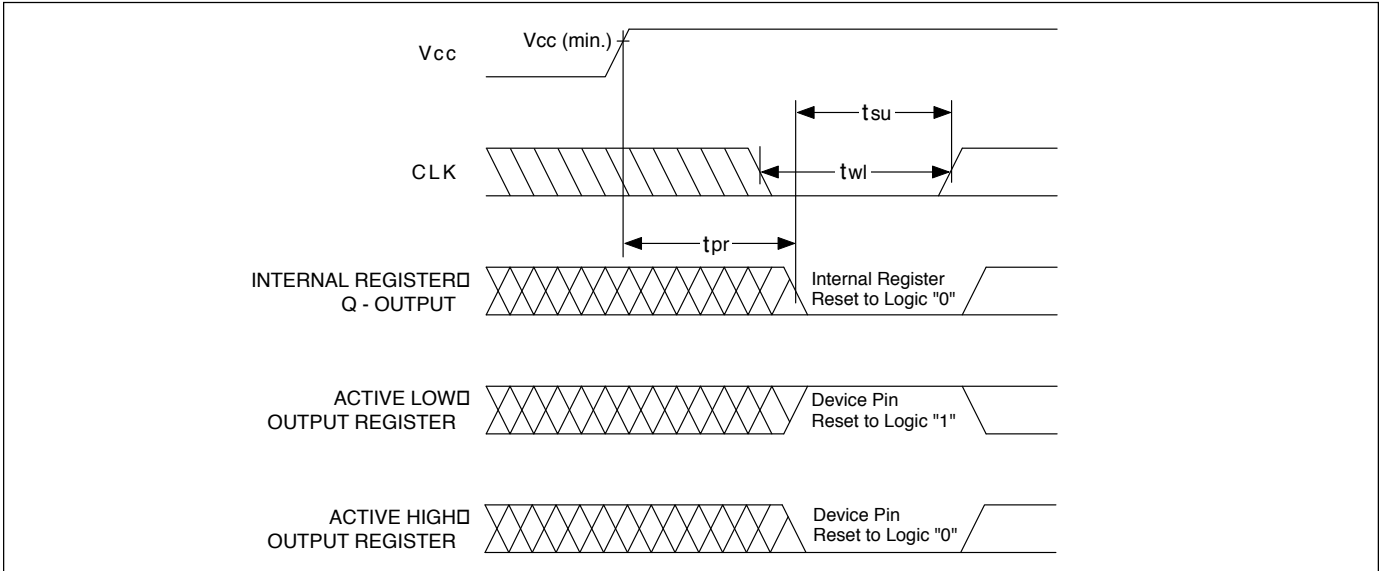 Vcc
Vcc (min.)
tsu
CLK
twl
tpr
INTERNAL REGISTER□
Q - OUTPUT
Internal Register
Reset to Logic "0"
ACTIVE LOW□
OUTPUT REGISTER
Device Pin
Reset to Logic "1"
ACTIVE HIGH□
OUTPUT REGISTER
Device Pin
Reset to Logic "0"